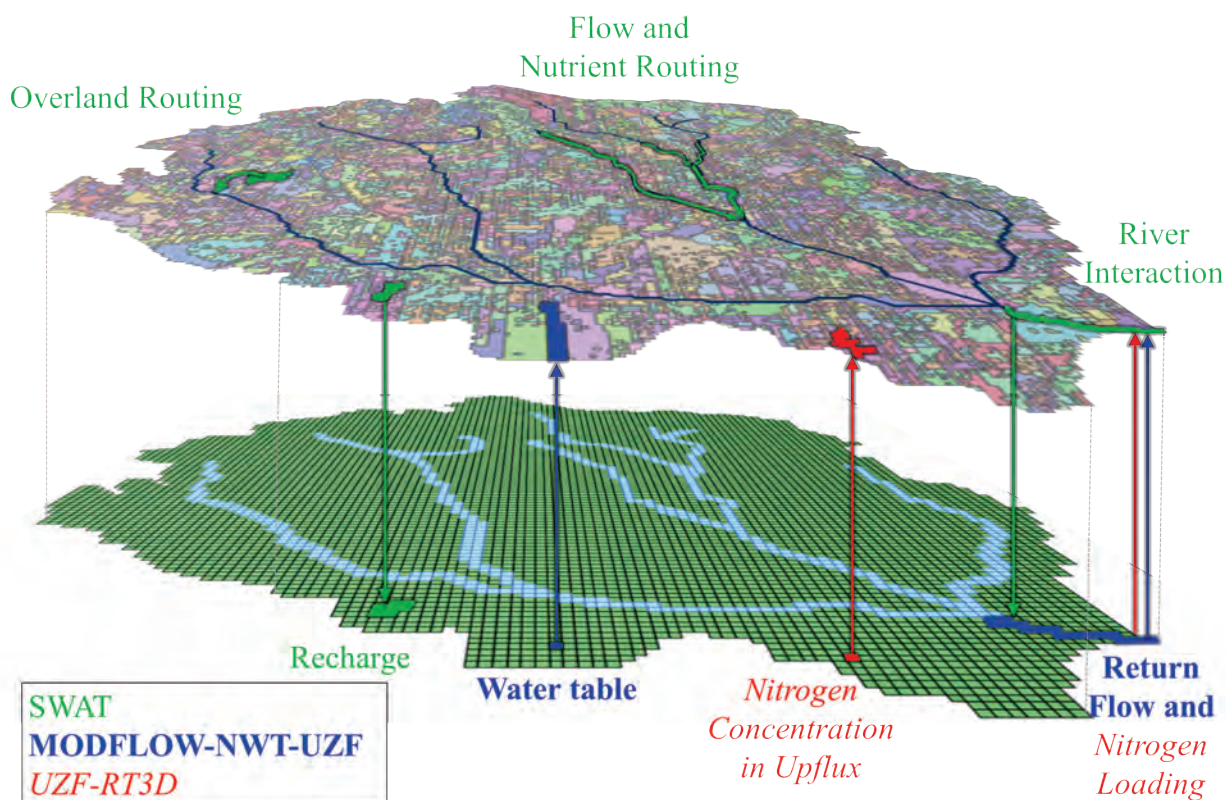 Flow and
Nutrient Routing
Overland Routing
River
Interaction
Recharge
Water table
Nitrogen
Concentration
in Upflux
Return
Flow and
Nitrogen
Loading
SWAT
MODFLOW-NWT-UZF
UZF-RT3D